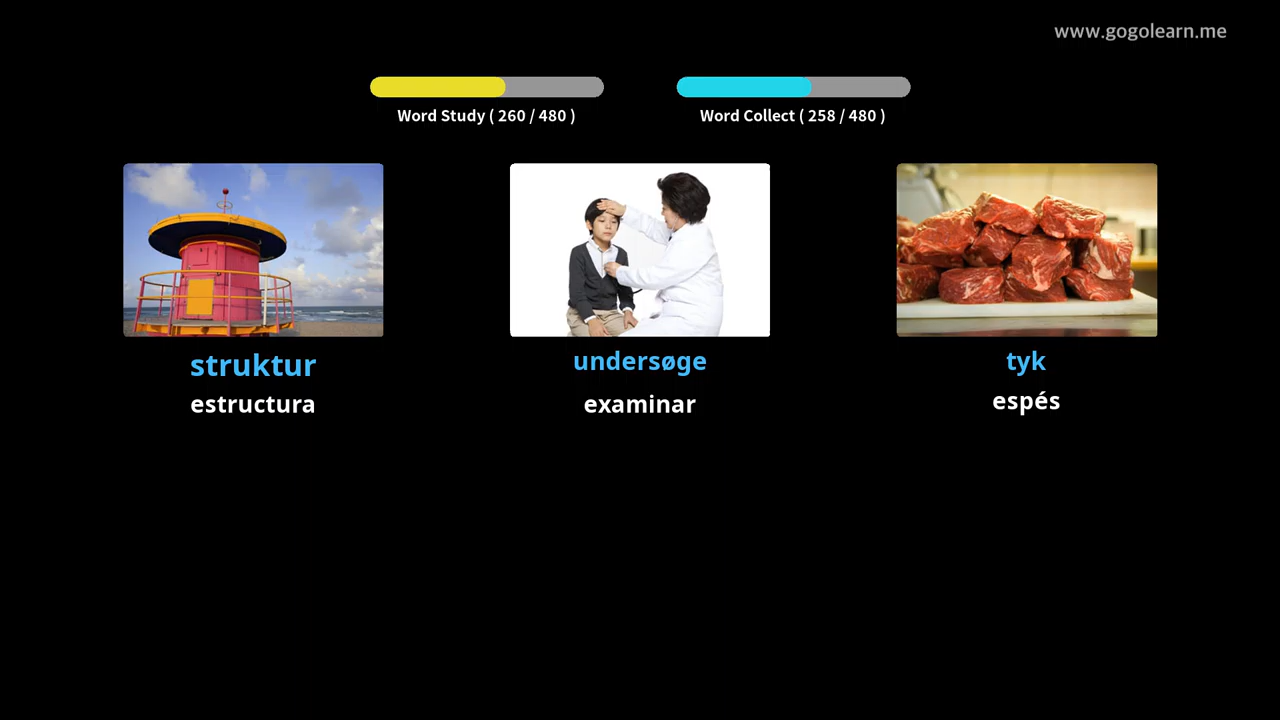 www.gogolearn.me
Word Study ( 260 / 480 )
Word Collect ( 258 / 480 )
struktur
estructura
undersøge
examinar
tyk
espés